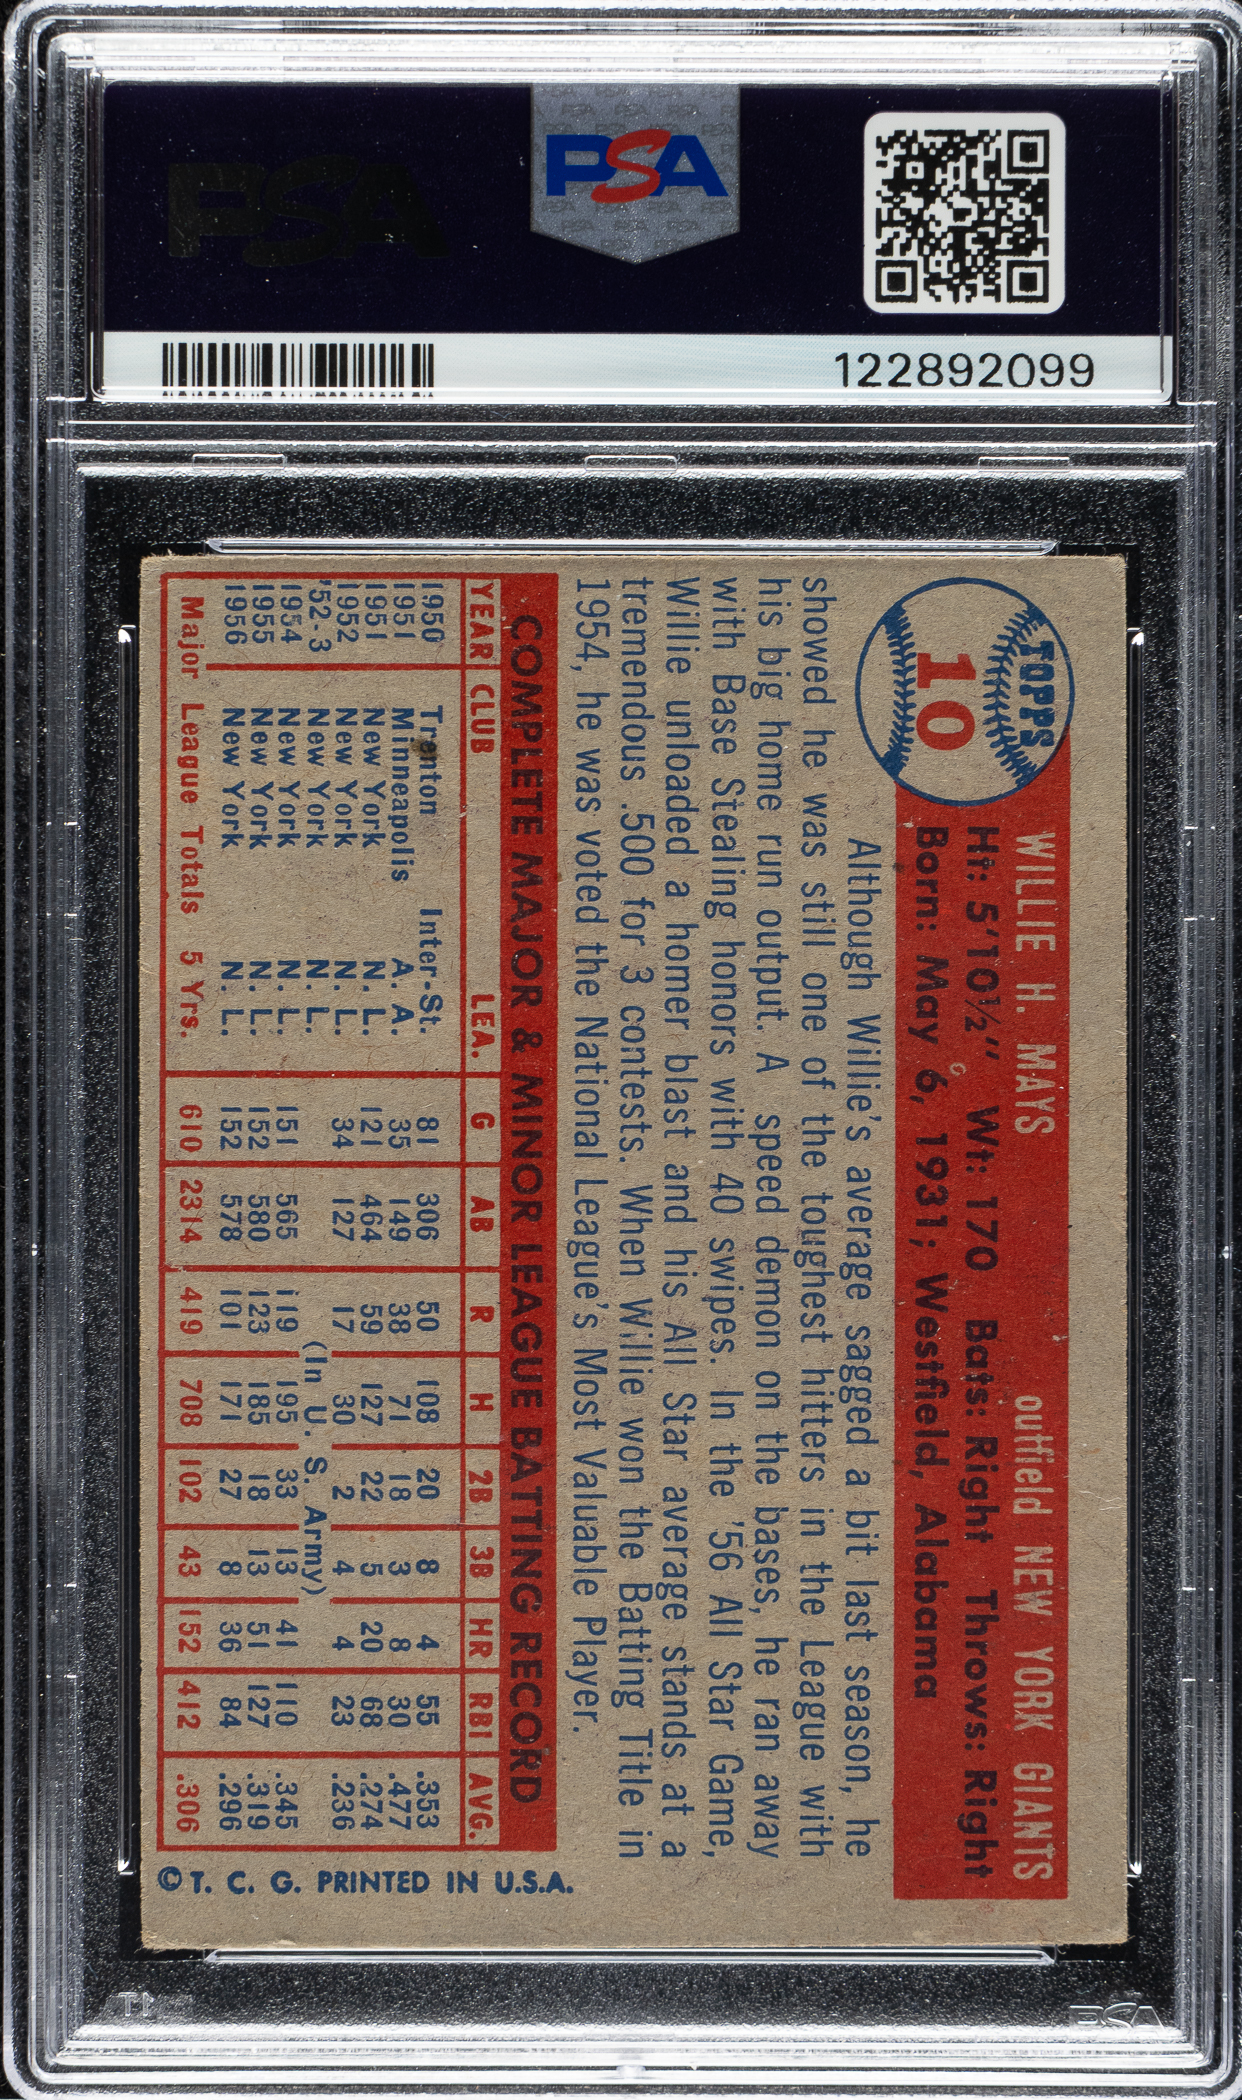 PSA
PSA
122892099
TOPPS
10
WILLIE H. MAYS outfield NEW YORK GIANTS
Ht: 5'10½" Wt: 170 Bats: Right Throws: Right
Born: May 6, 1931; Westfield, Alabama
Although Willie's average sagged a bit last season, he
showed he was still one of the toughest hitters in the League with
his big home run output. A speed demon on the bases, he ran away
with Base Stealing honors with 40 swipes. In the '56 All Star Game,
Willie unloaded a homer blast and his All Star average stands at a
tremendous .500 for 3 contests. When Willie won the Batting Title in
1954, he was voted the National League's Most Valuable Player.
COMPLETE MAJOR & MINOR LEAGUE BATTING RECORD
YEAR CLUB LEA. G AB R H 2B 3B HR RBI AVG.
1950 Trenton Inter-St. 81 306 50 108 20 8 4 55 .353
1951 Minneapolis A. A. 35 149 38 71 18 3 8 30 .477
1951 New York N. L. 121 464 59 127 22 5 20 68 .274
1952 New York N. L. 34 127 17 30 2 4 4 23 .236
'52-3 New York N. L. (In U. S. Army)
1954 New York N. L. 151 565 119 195 33 13 41 110 .345
1955 New York N. L. 152 580 123 185 18 13 51 127 .319
1956 New York N. L. 152 578 101 171 27 8 36 84 .296
Major League Totals 5 Yrs. 610 2314 419 708 102 43 152 412 .306
© T. C. G. PRINTED IN U.S.A.
PSA